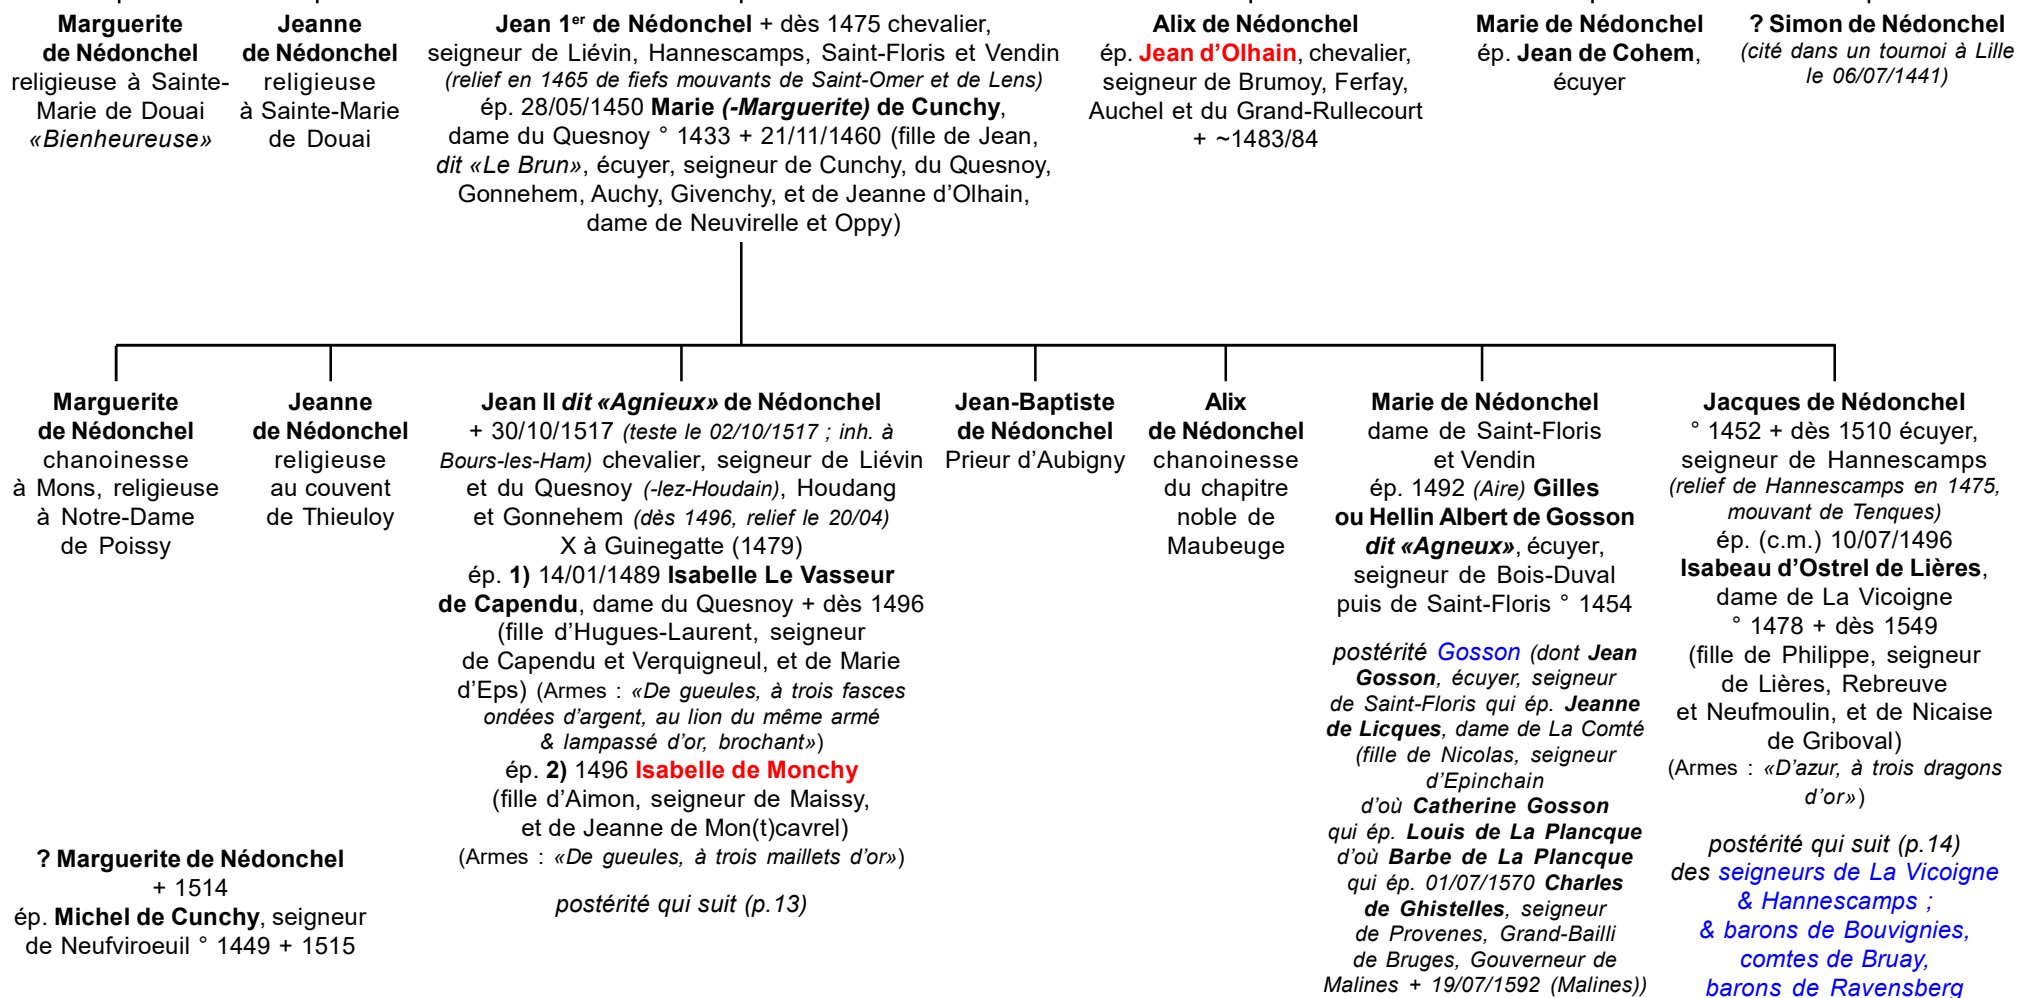 Marguerite
de Nédonchel
religieuse à Sainte-
Marie de Douai
«Bienheureuse»
Jeanne
de Nédonchel
religieuse
à Sainte-Marie
de Douai
Jean 1er de Nédonchel + dès 1475 chevalier,
seigneur de Liévin, Hannescamps, Saint-Floris et Vendin
(relief en 1465 de fiefs mouvants de Saint-Omer et de Lens)
ép. 28/05/1450 Marie (-Marguerite) de Cunchy,
dame du Quesnoy ° 1433 + 21/11/1460 (fille de Jean,
dit «Le Brun», écuyer, seigneur de Cunchy, du Quesnoy,
Gonnehem, Auchy, Givenchy, et de Jeanne d’Olhain,
dame de Neuvirelle et Oppy)
Alix de Nédonchel
ép. Jean d’Olhain, chevalier,
seigneur de Brumoy, Ferfay,
Auchel et du Grand-Rullecourt
+ ~1483/84
Marie de Nédonchel
ép. Jean de Cohem,
écuyer
? Simon de Nédonchel
(cité dans un tournoi à Lille
le 06/07/1441)
Marguerite
de Nédonchel
chanoinesse
à Mons, religieuse
à Notre-Dame
de Poissy
Jeanne
de Nédonchel
religieuse
au couvent
de Thieuloy
Jean II dit «Agnieux» de Nédonchel
+ 30/10/1517 (teste le 02/10/1517 ; inh. à
Bours-les-Ham) chevalier, seigneur de Liévin
et du Quesnoy (-lez-Houdain), Houdang
et Gonnehem (dès 1496, relief le 20/04)
X à Guinegatte (1479)
ép. 1) 14/01/1489 Isabelle Le Vasseur
de Capendu, dame du Quesnoy + dès 1496
(fille d’Hugues-Laurent, seigneur
de Capendu et Verquigneul, et de Marie
d’Eps) (Armes : «De gueules, à trois fasces
ondées d’argent, au lion du même armé
& lampassé d’or, brochant»)
ép. 2) 1496 Isabelle de Monchy
(fille d’Aimon, seigneur de Maissy,
et de Jeanne de Mon(t)cavrel)
(Armes : «De gueules, à trois maillets d’or»)
postérité qui suit (p.13)
Jean-Baptiste
de Nédonchel
Prieur d’Aubigny
Alix
de Nédonchel
chanoinesse
du chapitre
noble de
Maubeuge
Marie de Nédonchel
dame de Saint-Floris
et Vendin
ép. 1492 (Aire) Gilles
ou Hellin Albert de Gosson
dit «Agneux», écuyer,
seigneur de Bois-Duval
puis de Saint-Floris ° 1454
postérité Gosson (dont Jean
Gosson, écuyer, seigneur
de Saint-Floris qui ép. Jeanne
de Licques, dame de La Comté
(fille de Nicolas, seigneur
d’Epinchain
d’où Catherine Gosson
qui ép. Louis de La Plancque
d’où Barbe de La Plancque
qui ép. 01/07/1570 Charles
de Ghistelles, seigneur
de Provenes, Grand-Bailli
de Bruges, Gouverneur de
Malines + 19/07/1592 (Malines))
Jacques de Nédonchel
° 1452 + dès 1510 écuyer,
seigneur de Hannescamps
(relief de Hannescamps en 1475,
mouvant de Tenques)
ép. (c.m.) 10/07/1496
Isabeau d’Ostrel de Lières,
dame de La Vicoigne
° 1478 + dès 1549
(fille de Philippe, seigneur
de Lières, Rebreuve
et Neufmoulin, et de Nicaise
de Griboval)
(Armes : «D’azur, à trois dragons
d’or»)
postérité qui suit (p.14)
des seigneurs de La Vicoigne
& Hannescamps ;
& barons de Bouvignies,
comtes de Bruay,
barons de Ravensberg
? Marguerite de Nédonchel
+ 1514
ép. Michel de Cunchy, seigneur
de Neufviroeuil ° 1449 + 1515